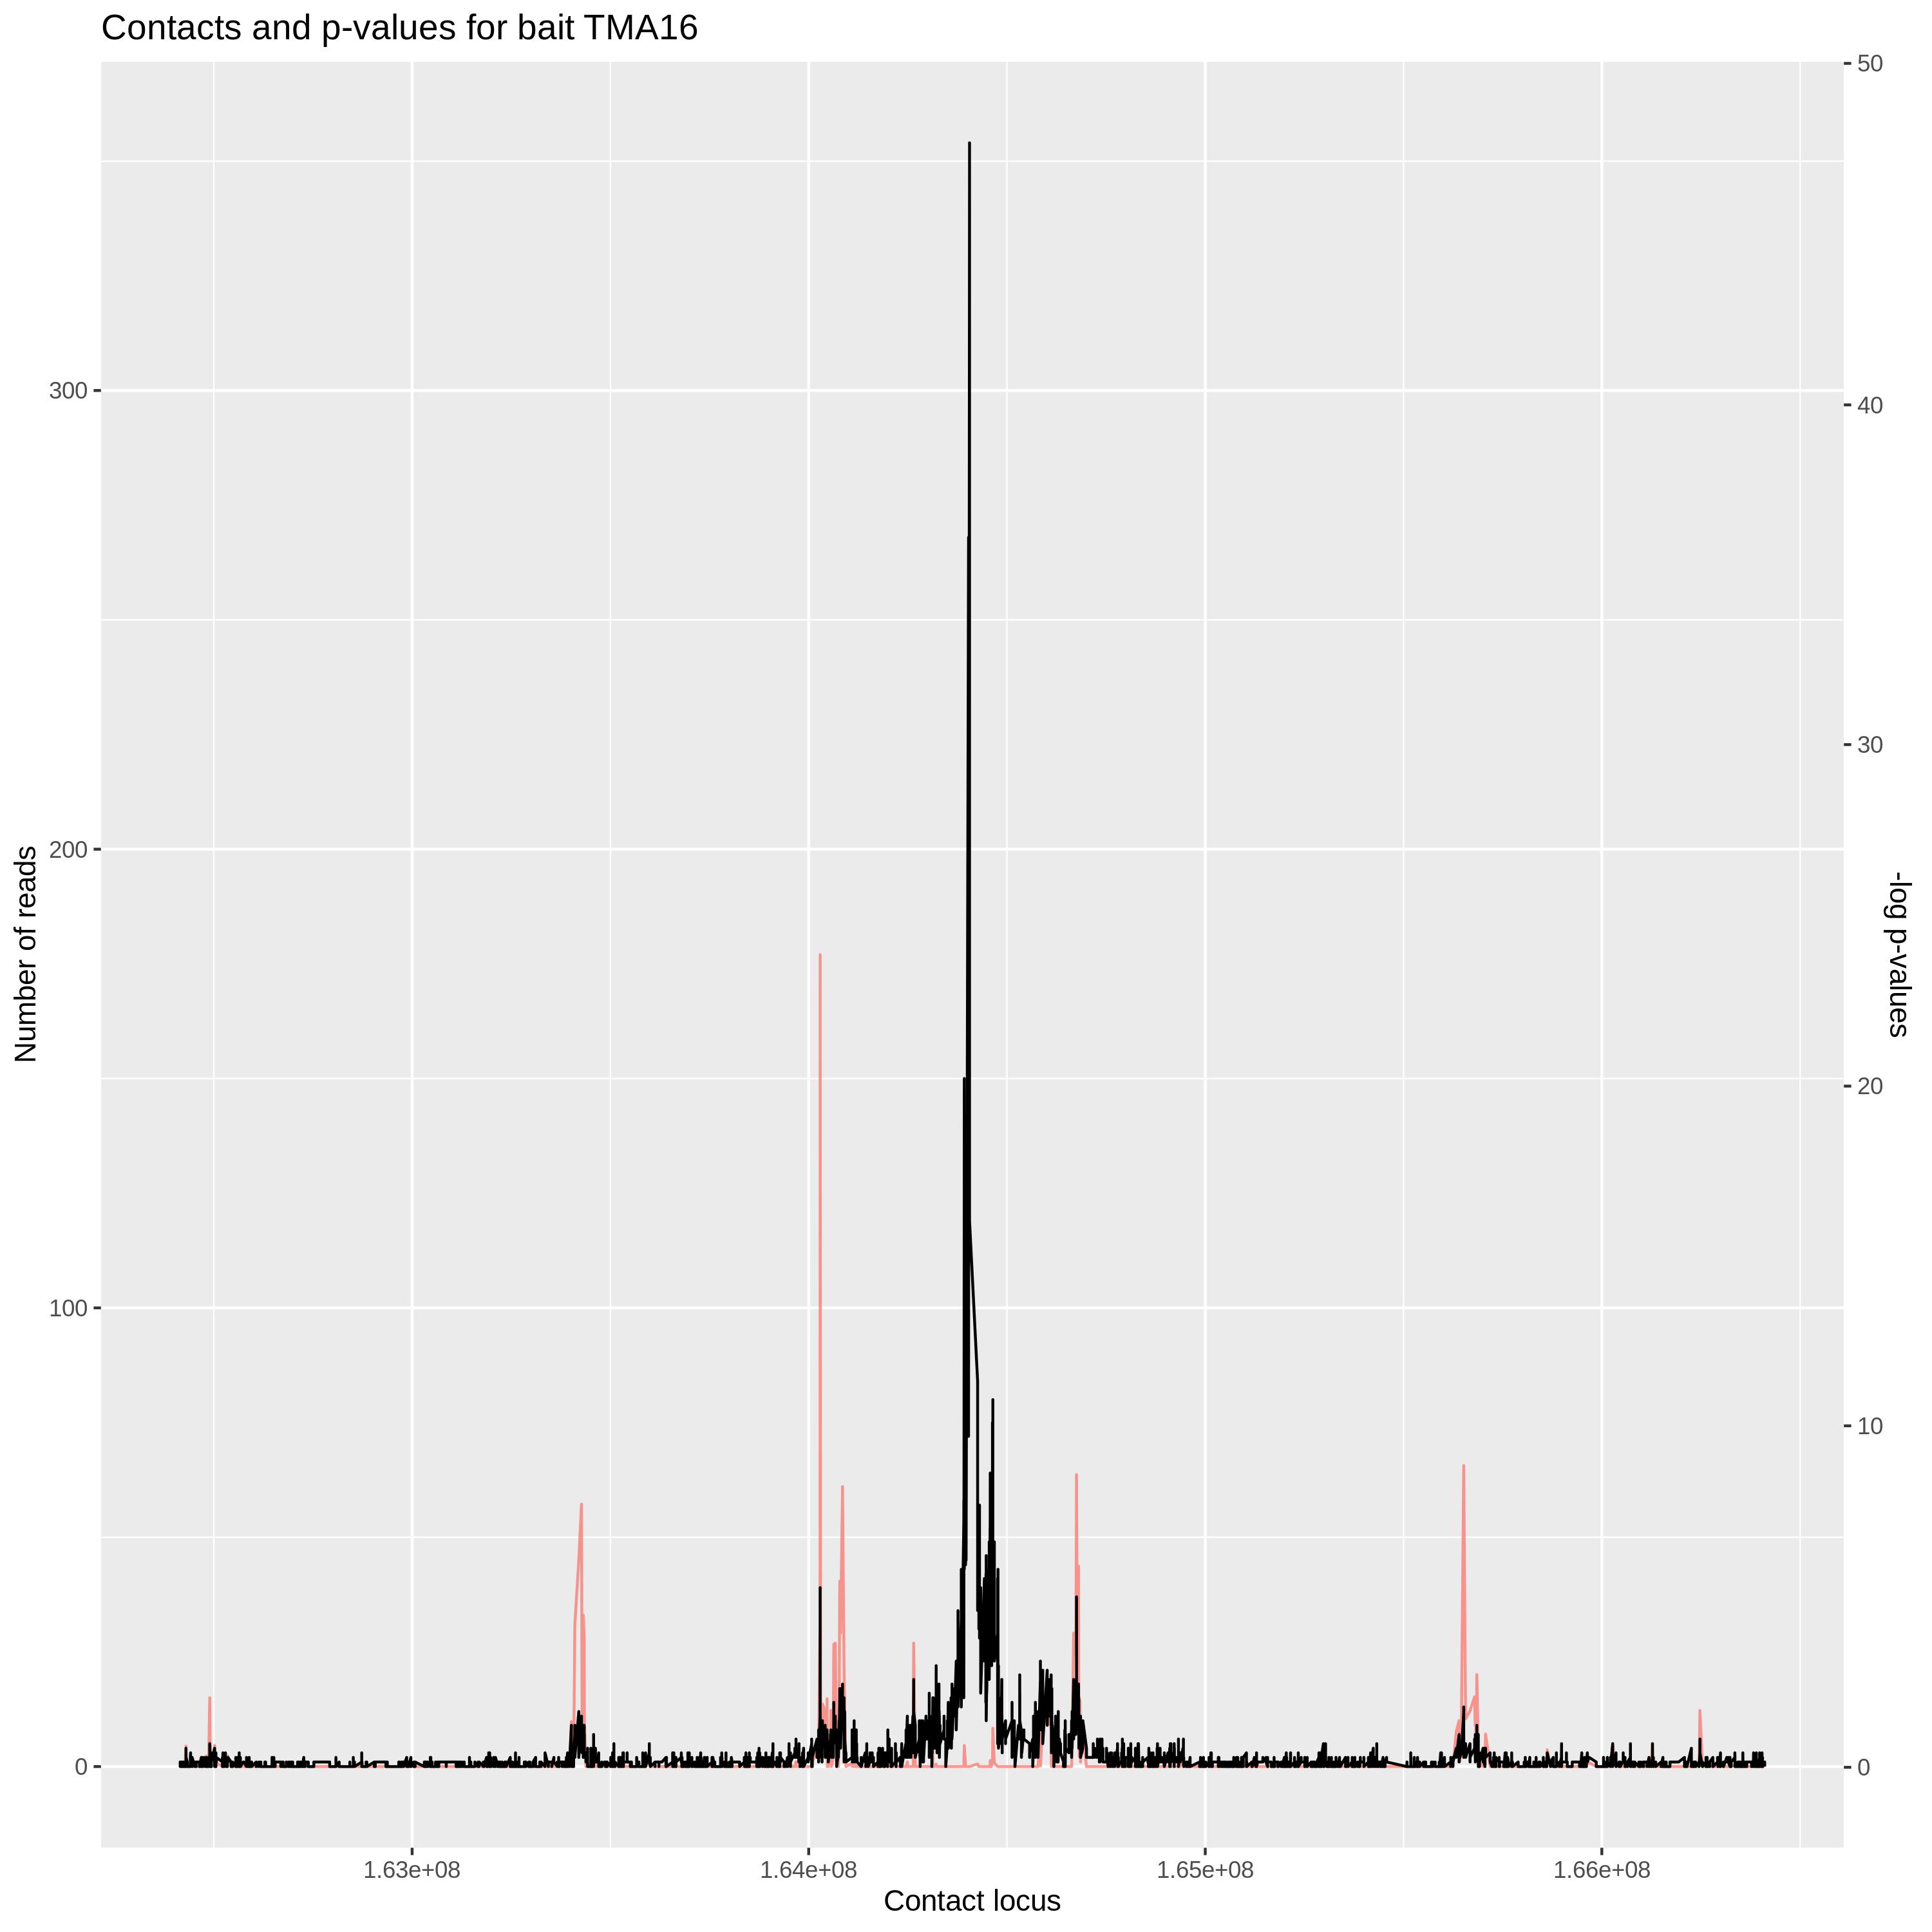 Contacts and p-values for bait TMA16
Number of reads
300
200
100
0
50
40
30
20
10
0
-log p-values
1.63e+08 1.64e+08 1.65e+08 1.66e+08
Contact locus